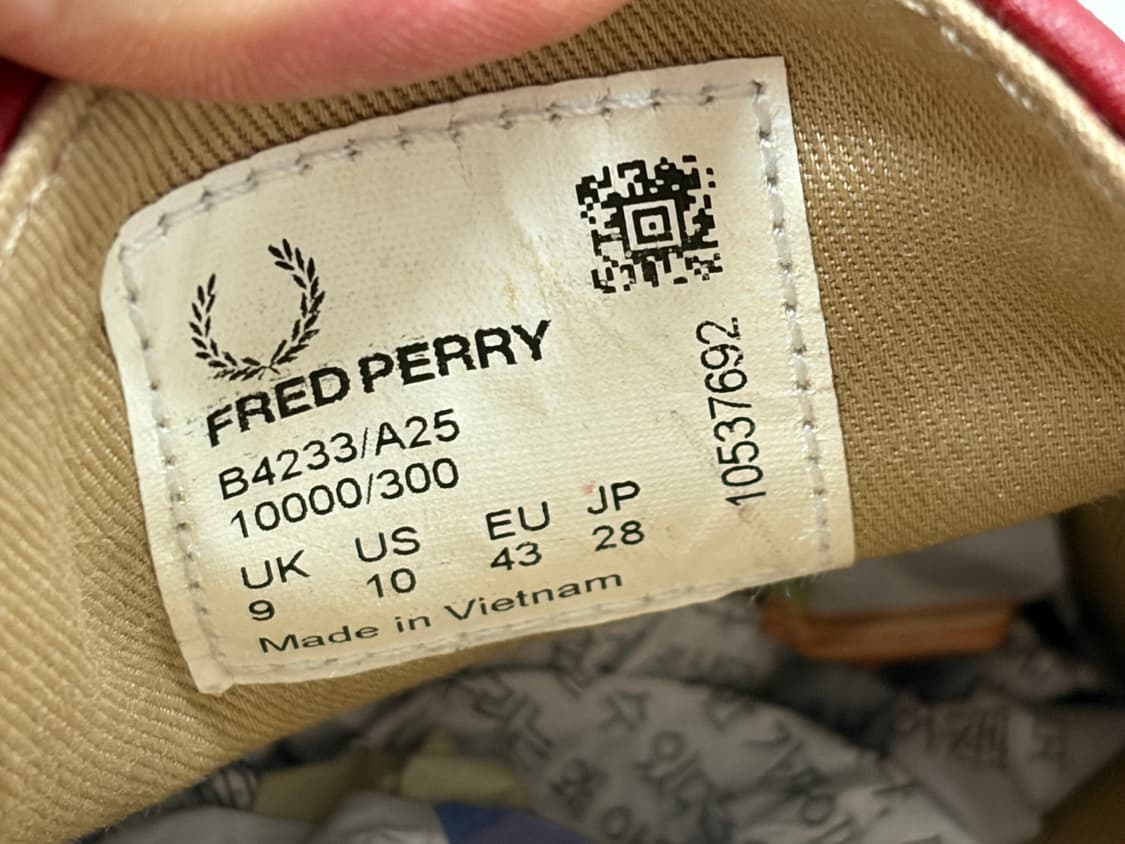 FRED PERRY
B4233/A25
10000/300
UK US EU JP
9 10 43 28
Made in Vietnam
10537692